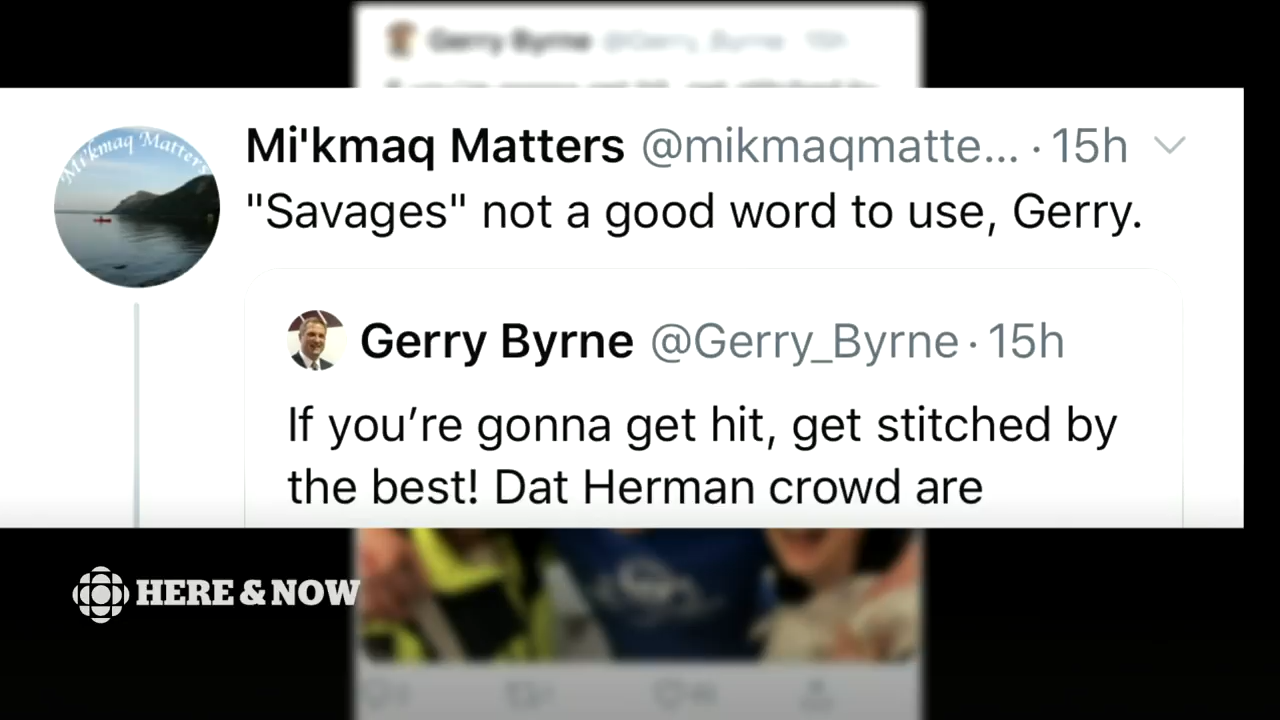 Gerry Byrne @Gerry_Byrne · 15h
Mi'kmaq Matters
Mi'kmaq Matters @mikmaqmatte... · 15h
"Savages" not a good word to use, Gerry.
Gerry Byrne @Gerry_Byrne · 15h
If you’re gonna get hit, get stitched by
the best! Dat Herman crowd are
HERE & NOW